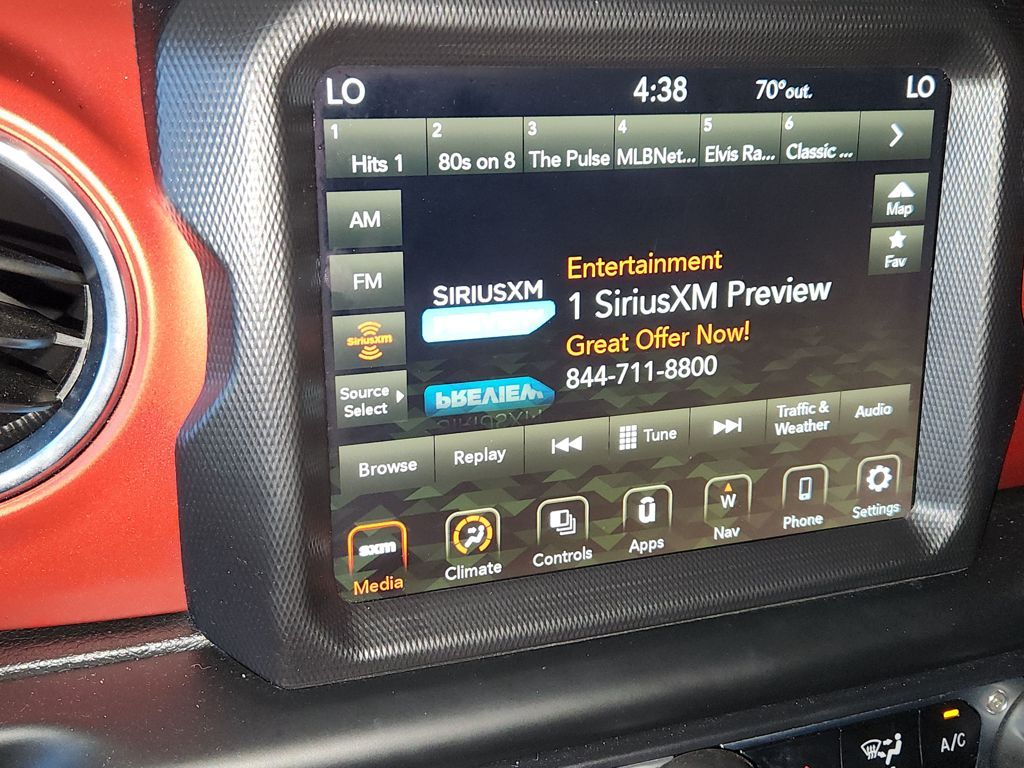 LO 4:38 70°out. LO
1 2 3 4 5 6
Hits 1 80s on 8 The Pulse MLBNet... Elvis Ra... Classic ...
AM
Map
FM
Fav
SiriusXM
Source
Select
SIRIUSXM
PREVIEW
Entertainment
1 SiriusXM Preview
Great Offer Now!
844-711-8800
Browse Replay Tune Traffic & Weather Audio
sxm ū W
Media Climate Controls Apps Nav Phone Settings
A/C